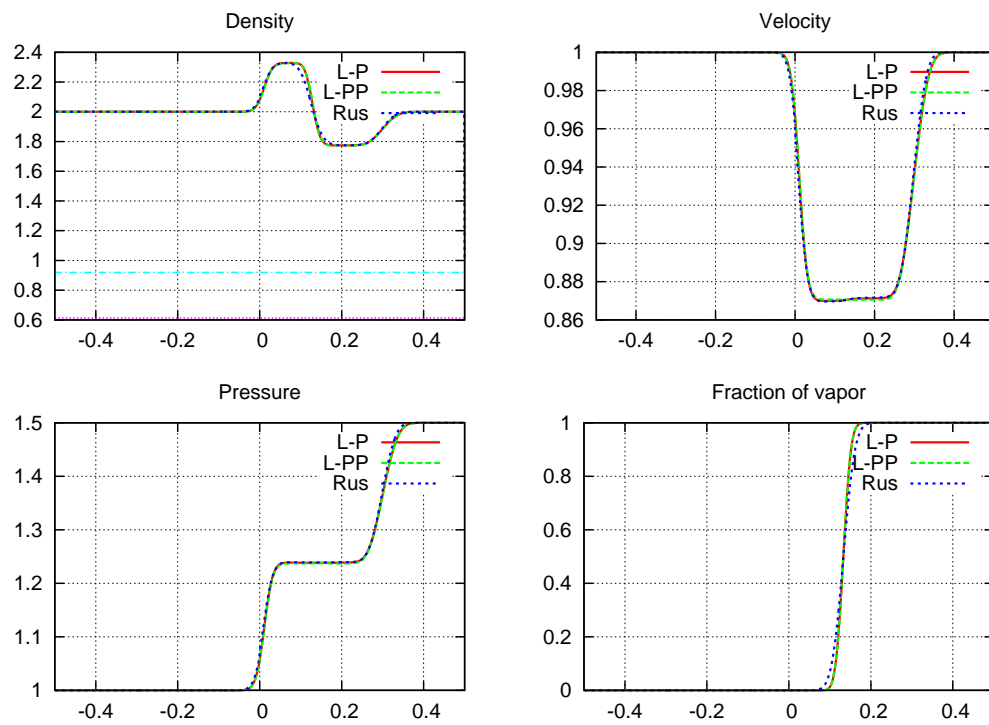 Density
2.4
2.2
2
1.8
1.6
1.4
1.2
1
0.8
0.6
-0.4 -0.2 0 0.2 0.4
L-P
L-PP
Rus
Velocity
1
0.98
0.96
0.94
0.92
0.9
0.88
0.86
-0.4 -0.2 0 0.2 0.4
L-P
L-PP
Rus
Pressure
1.5
1.4
1.3
1.2
1.1
1
-0.4 -0.2 0 0.2 0.4
L-P
L-PP
Rus
Fraction of vapor
1
0.8
0.6
0.4
0.2
0
-0.4 -0.2 0 0.2 0.4
L-P
L-PP
Rus